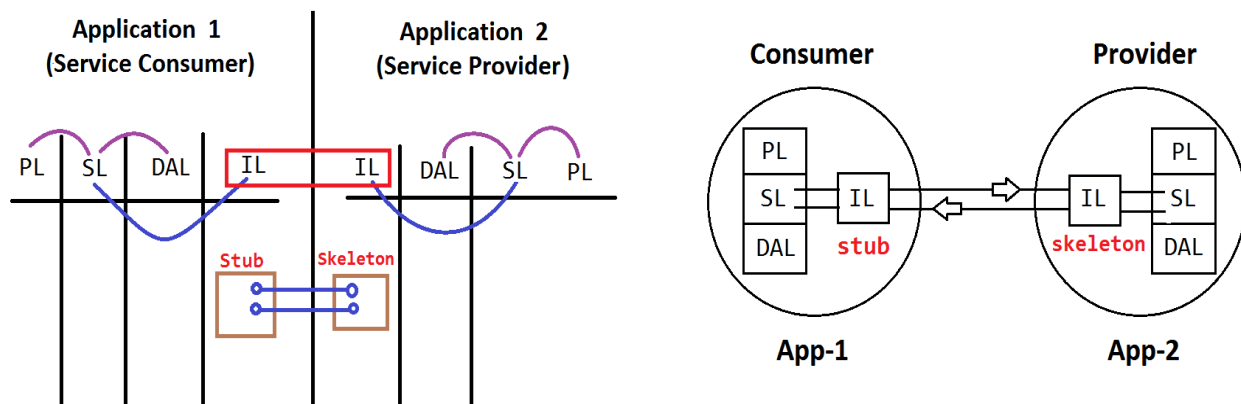 Application 1
(Service Consumer)
Application 2
(Service Provider)
PL SL DAL IL IL DAL SL PL
Stub
Skeleton
Consumer
Provider
PL
SL
DAL
IL
stub
IL
skeleton
PL
SL
DAL
App-1
App-2